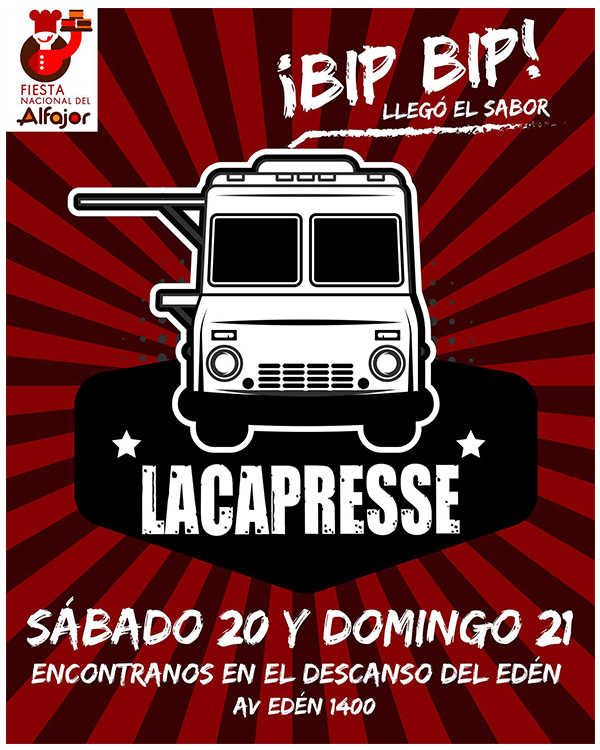 FIESTA
NACIONAL DEL
Alfajor
¡BIP BIP!
LLEGÓ EL SABOR
LACAPRESSE
SÁBADO 20 Y DOMINGO 21
ENCONTRANOS EN EL DESCANSO DEL EDÉN
AV EDÉN 1400